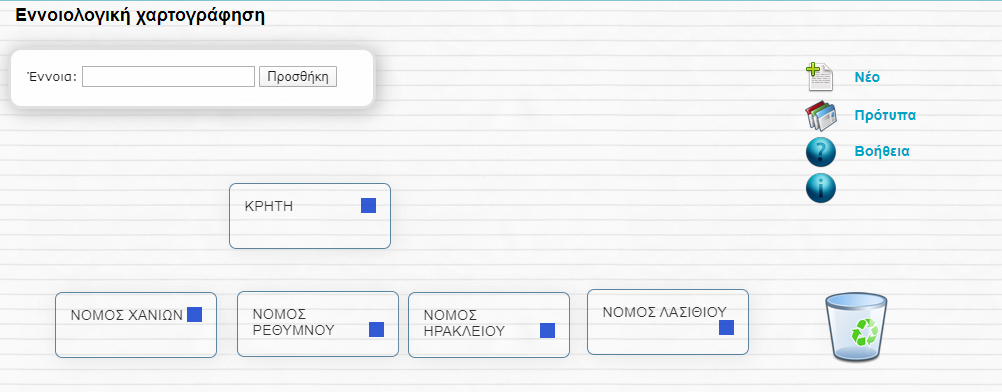 Εννοιολογική χαρτογράφηση
Έννοια:
Προσθήκη
Νέο
Πρότυπα
Βοήθεια
ΚΡΗΤΗ
ΝΟΜΟΣ ΧΑΝΙΩΝ
ΝΟΜΟΣ
ΡΕΘΥΜΝΟΥ
ΝΟΜΟΣ
ΗΡΑΚΛΕΙΟΥ
ΝΟΜΟΣ ΛΑΣΙΘΙΟΥ